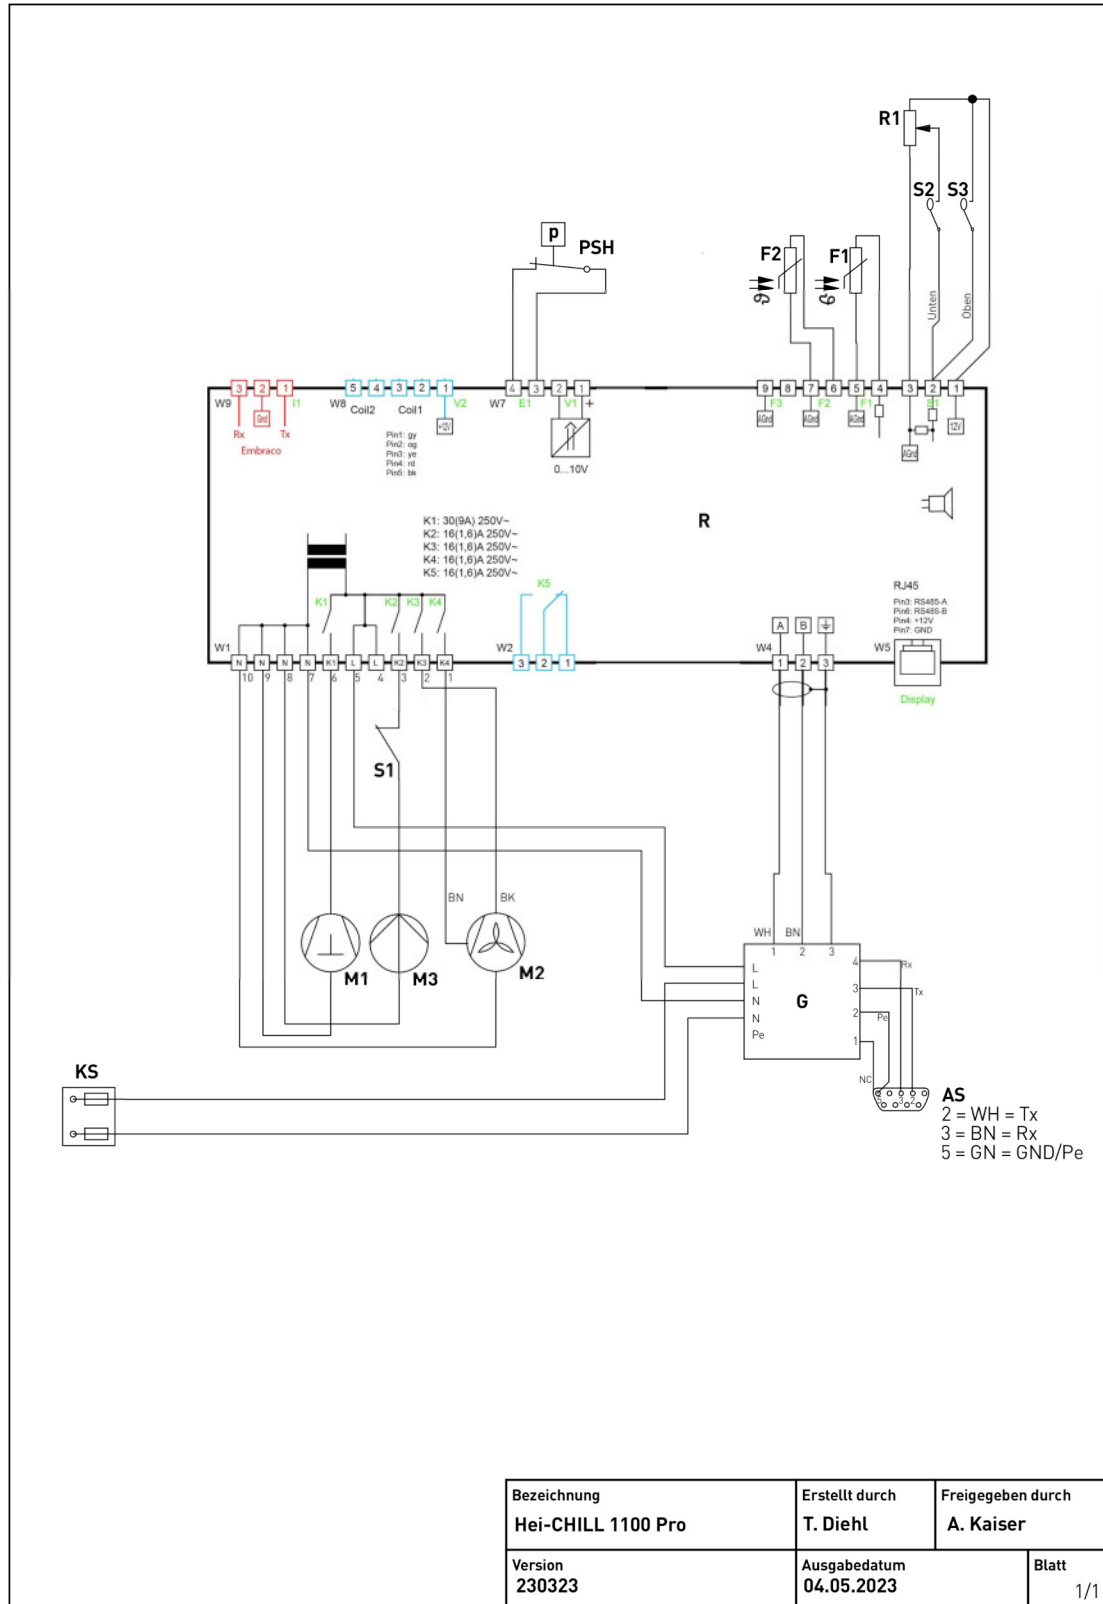 R1
S2
S3
p
PSH
F2
F1
ϑ
ϑ
Unten
Oben
3
2
1
5
4
3
2
1
4
3
2
1
9
8
7
6
5
4
3
2
1
W9
I1
W8
Coil2
Coil1
V2
W7
E1
V1
+
F3
F2
F1
S1
Gnd
+12V
AGnd
AGnd
AGnd
12V
AGnd
Rx
Tx
Embraco
Pin1: gy
Pin2: og
Pin3: ye
Pin4: rd
Pin5: bk
0...10V
R
K1: 30(9A) 250V~
K2: 16(1,6)A 250V~
K3: 16(1,6)A 250V~
K4: 16(1,6)A 250V~
K5: 16(1,6)A 250V~
K5
RJ45
Pin3: RS485-A
Pin6: RS485-B
Pin4: +12V
Pin7: GND
K1
K2
K3
K4
A
B
W1
W2
W4
W5
N
N
N
N
K1
L
L
K2
K3
K4
3
2
1
1
2
3
10
9
8
7
6
5
4
3
2
1
Display
S1
BN
BK
M1
M3
M2
WH
BN
1
2
3
L
L
N
N
Pe
G
4
3
2
1
Rx
Tx
Pe
NC
5
3
2
KS
AS
2 = WH = Tx
3 = BN = Rx
5 = GN = GND/Pe
Bezeichnung
Hei-CHILL 1100 Pro
Erstellt durch
T. Diehl
Freigegeben durch
A. Kaiser
Version
230323
Ausgabedatum
04.05.2023
Blatt
1/1